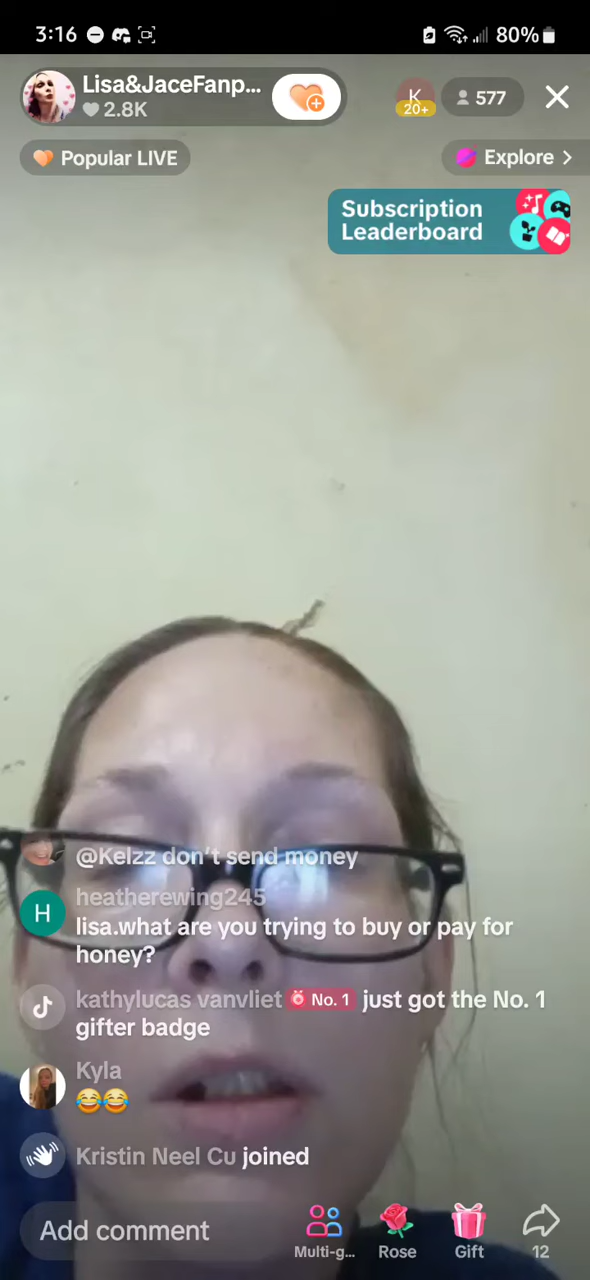 3:16
80%
Lisa&JaceFanp...
2.8K
K
20+
577
Popular LIVE
Explore >
Subscription
Leaderboard
@Kelzz don't send money
heatherewing245
H
lisa.what are you trying to buy or pay for
honey?
kathylucas vanvliet No. 1 just got the No. 1
gifter badge
Kyla
😂😂
Kristin Neel Cu joined
Add comment
Multi-g...
Rose
Gift
12